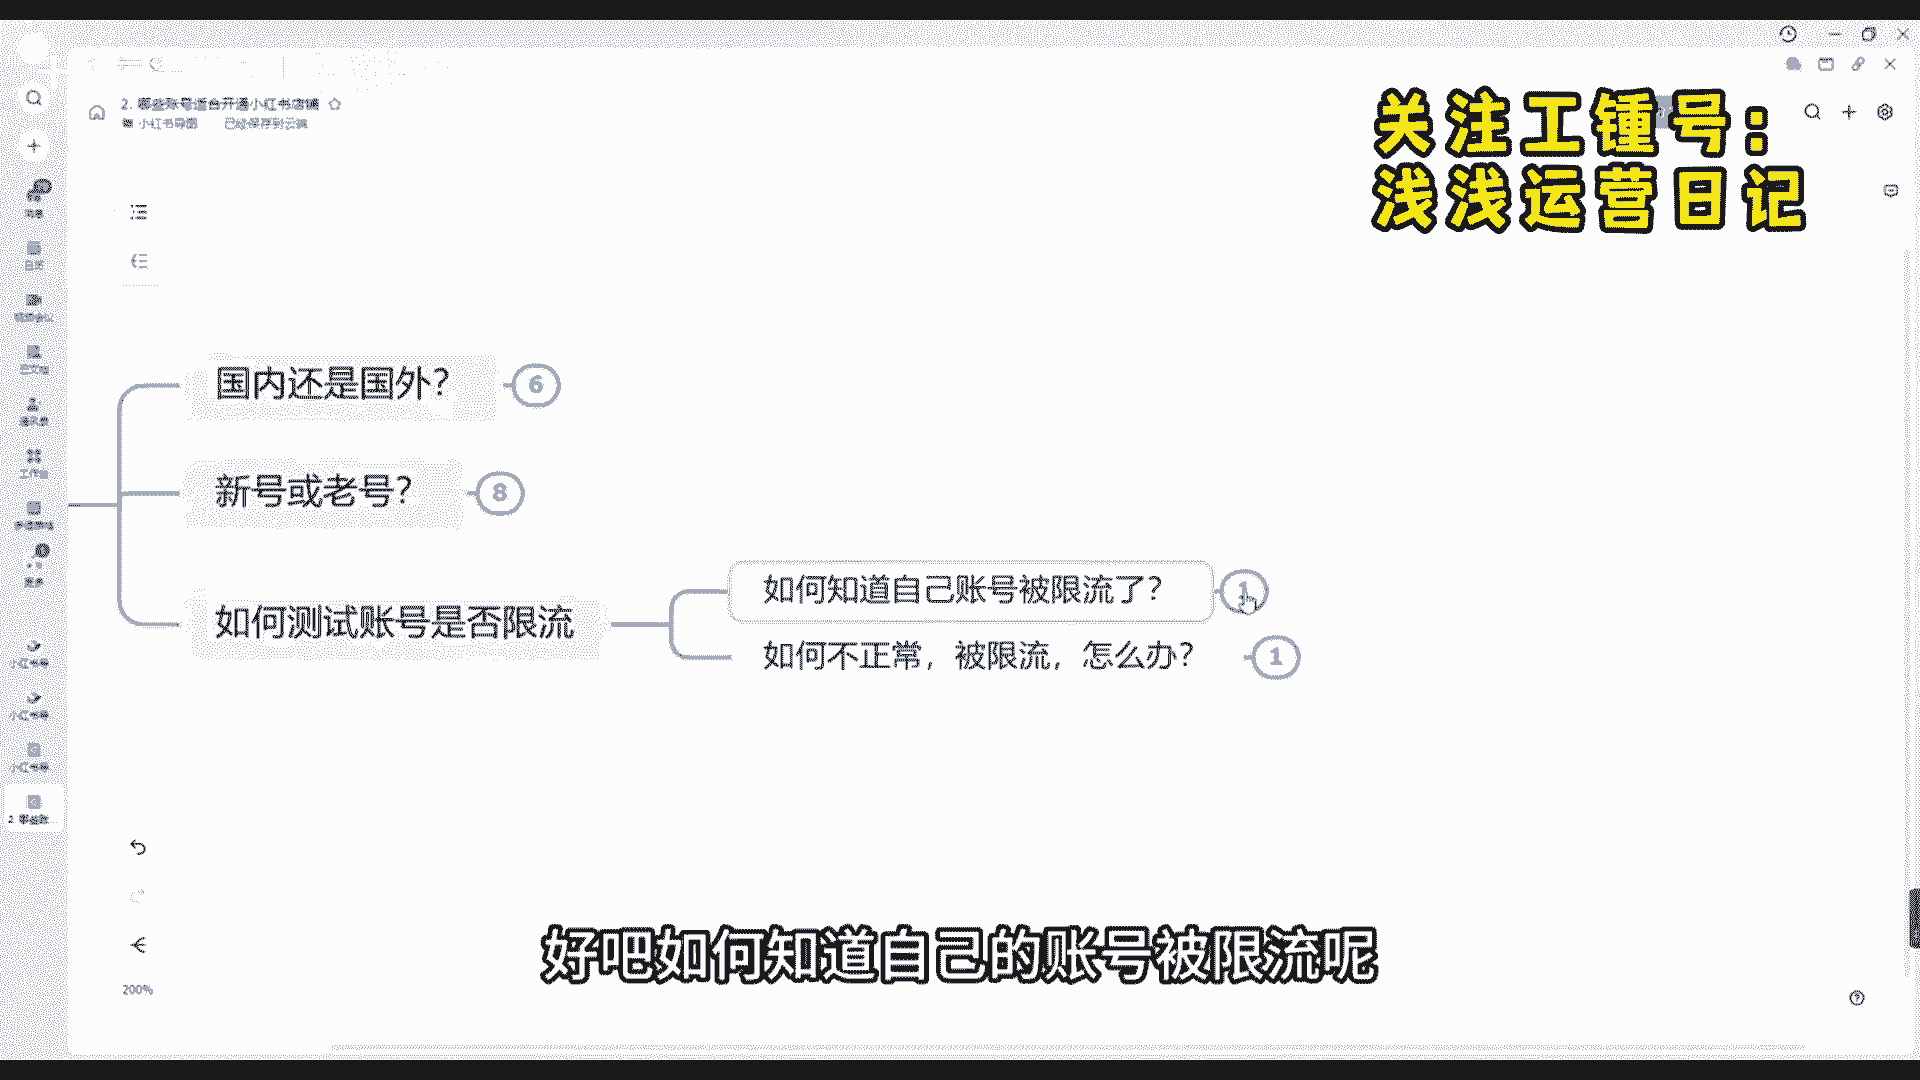 关注工锺号：
浅浅运营日记
2. 哪些账号适合开通小红书店铺
小红书导图 已经保存到云端
国内还是国外？
6
新号或老号？
8
如何测试账号是否限流
如何知道自己账号被限流了？
1
如何不正常，被限流，怎么办？
1
200%
好吧如何知道自己的账号被限流呢